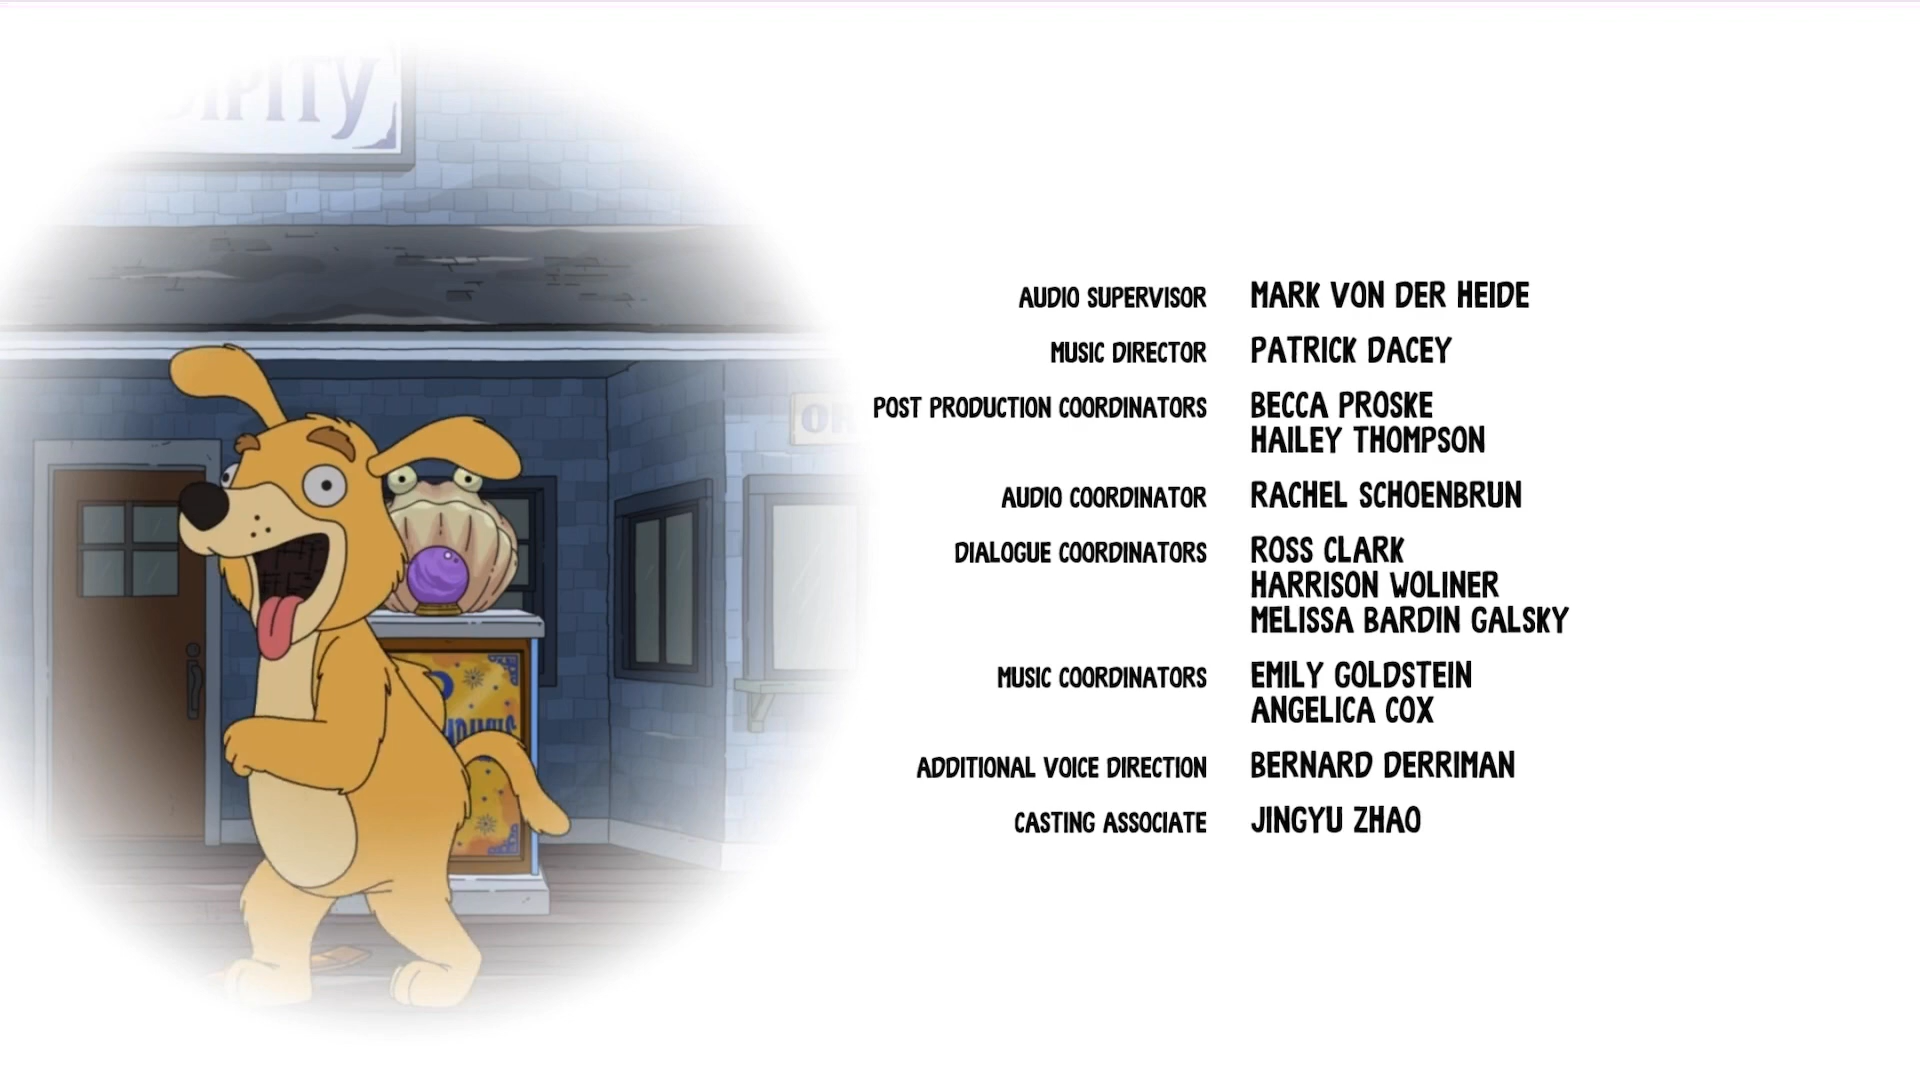 AUDIO SUPERVISOR MARK VON DER HEIDE
MUSIC DIRECTOR PATRICK DACEY
POST PRODUCTION COORDINATORS BECCA PROSKE
HAILEY THOMPSON
AUDIO COORDINATOR RACHEL SCHOENBRUN
DIALOGUE COORDINATORS ROSS CLARK
HARRISON WOLINER
MELISSA BARDIN GALSKY
MUSIC COORDINATORS EMILY GOLDSTEIN
ANGELICA COX
ADDITIONAL VOICE DIRECTION BERNARD DERRIMAN
CASTING ASSOCIATE JINGYU ZHAO